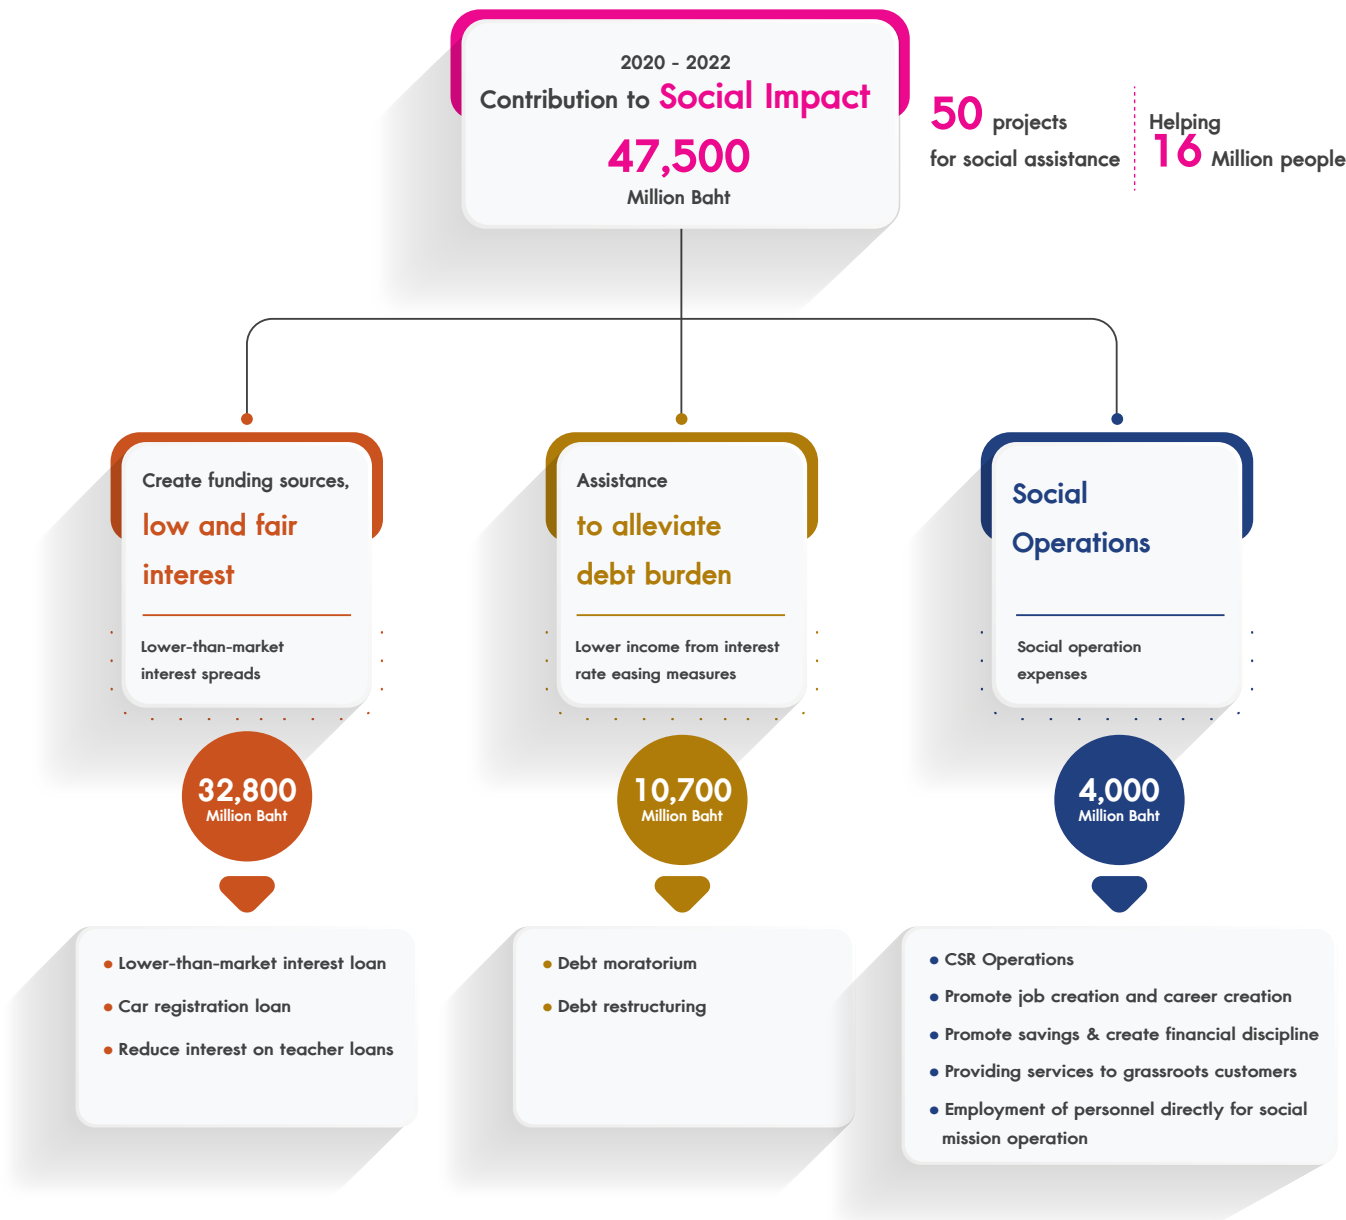 2020 - 2022
Contribution to Social Impact
47,500
Million Baht
50 projects
for social assistance
Helping
16 Million people
Create funding sources,
low and fair
interest
Lower-than-market
interest spreads
32,800
Million Baht
• Lower-than-market interest loan
• Car registration loan
• Reduce interest on teacher loans
Assistance
to alleviate
debt burden
Lower income from interest
rate easing measures
10,700
Million Baht
• Debt moratorium
• Debt restructuring
Social
Operations
Social operation
expenses
4,000
Million Baht
• CSR Operations
• Promote job creation and career creation
• Promote savings & create financial discipline
• Providing services to grassroots customers
• Employment of personnel directly for social
mission operation